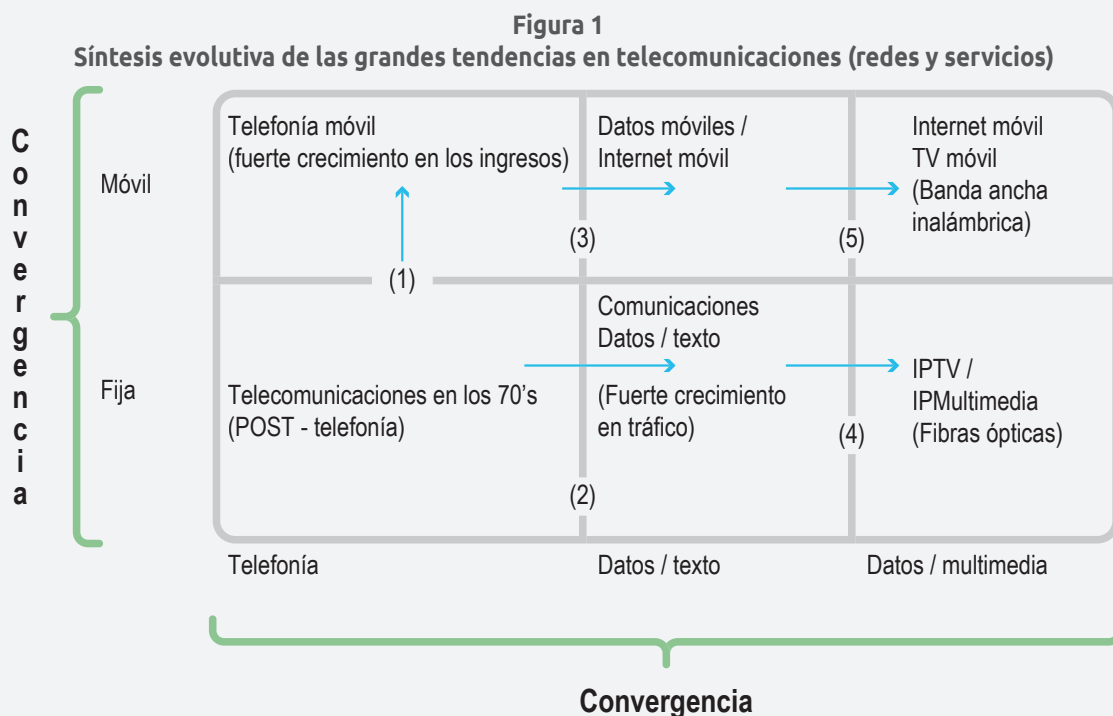 Figura 1
Síntesis evolutiva de las grandes tendencias en telecomunicaciones (redes y servicios)
Convergencia
Móvil
Telefonía móvil
(fuerte crecimiento en los ingresos)
(1)
Datos móviles /
Internet móvil
(3)
Internet móvil
TV móvil
(Banda ancha
inalámbrica)
(5)
Fija
Telecomunicaciones en los 70’s
(POST - telefonía)
(2)
Comunicaciones
Datos / texto
(Fuerte crecimiento
en tráfico)
(4)
IPTV /
IPMultimedia
(Fibras ópticas)
Telefonía
Datos / texto
Datos / multimedia
Convergencia